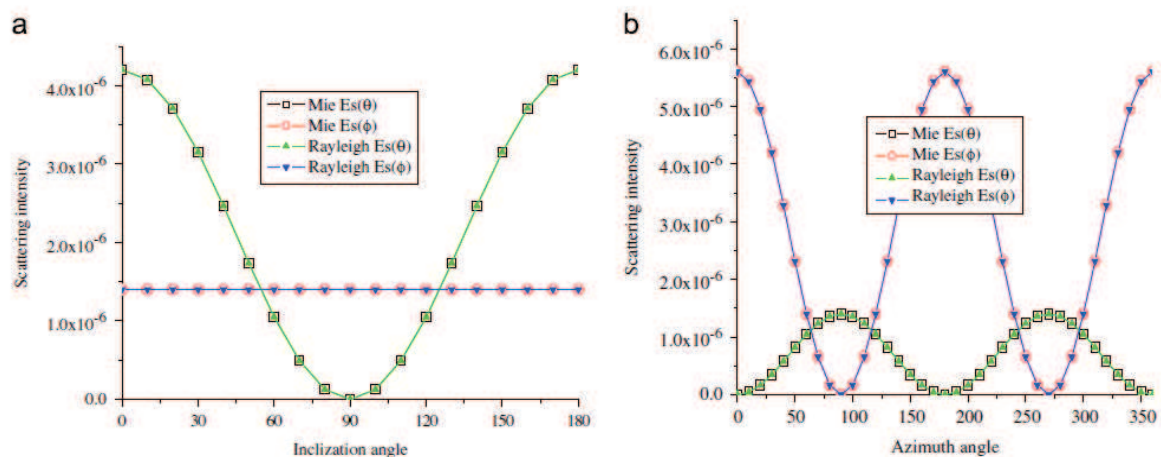 a
Scattering intensity
4.0x10⁻⁶
3.0x10⁻⁶
2.0x10⁻⁶
1.0x10⁻⁶
0.0
0 30 60 90 120 150 180
Inclization angle
Mie Es(θ)
Mie Es(ϕ)
Rayleigh Es(θ)
Rayleigh Es(ϕ)
b
Scattering intensity
6.0x10⁻⁶
5.0x10⁻⁶
4.0x10⁻⁶
3.0x10⁻⁶
2.0x10⁻⁶
1.0x10⁻⁶
0.0
0 50 100 150 200 250 300 350
Azimuth angle
Mie Es(θ)
Mie Es(ϕ)
Rayleigh Es(θ)
Rayleigh Es(ϕ)